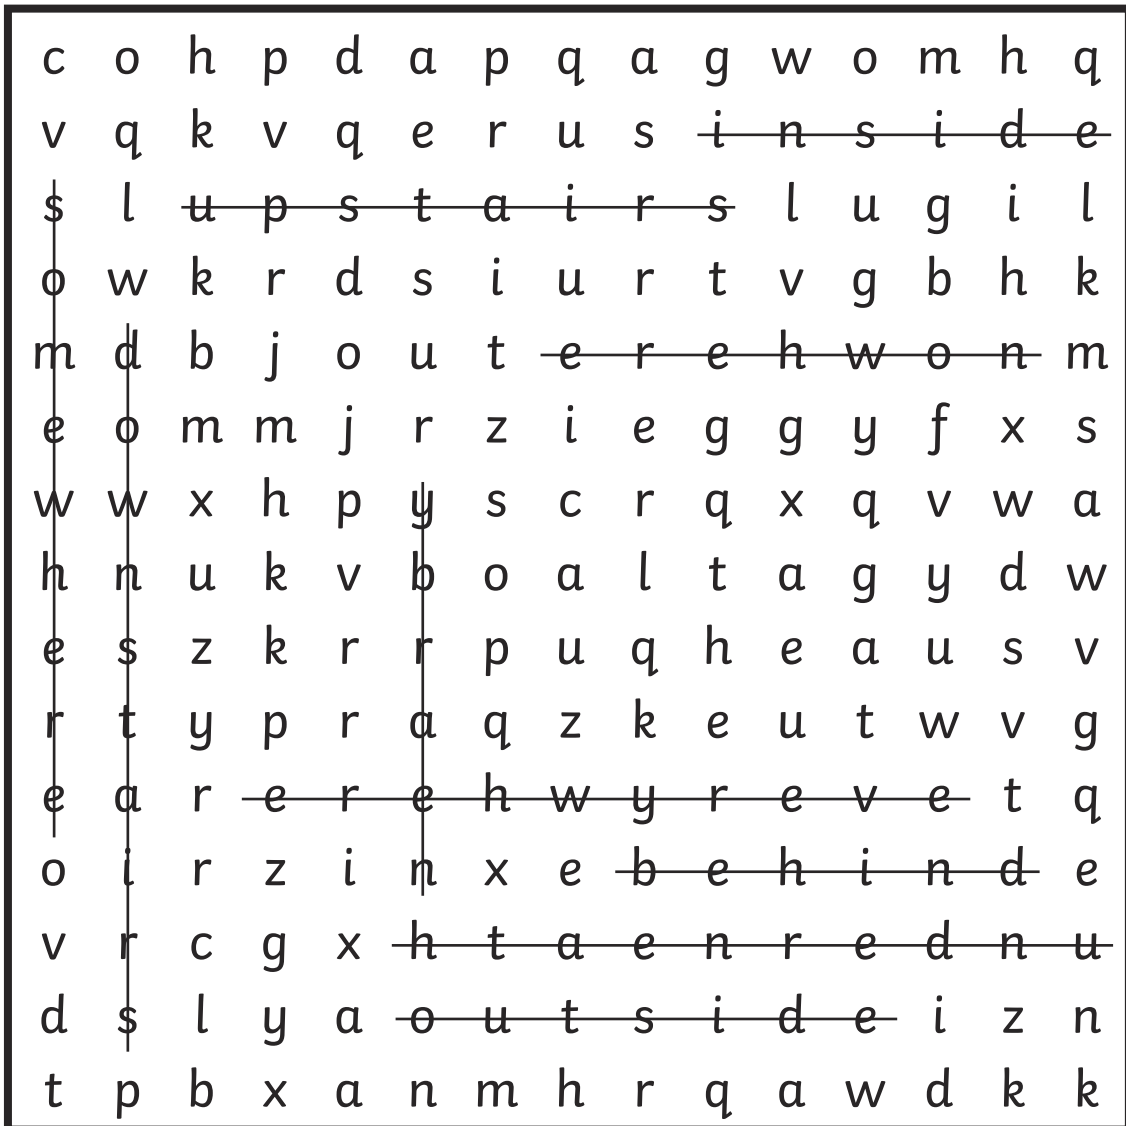 c o h p d a p q a g w o m h q
v q k v q e r u s i n s i d e
s l u p s t a i r s l u g i l
o w k r d s i u r t v g b h k
m d b j o u t e r e h w o n m
e o m m j r z i e g g y f x s
w w x h p y s c r q x q v w a
h n u k v b o a l t a g y d w
e s z k r r p u q h e a u s v
r t y p r a q z k e u t w v g
e a r e r e h w y r e v e t q
o i r z i n x e b e h i n d e
v r c g x h t a e n r e d n u
d s l y a o u t s i d e i z n
t p b x a n m h r q a w d k k